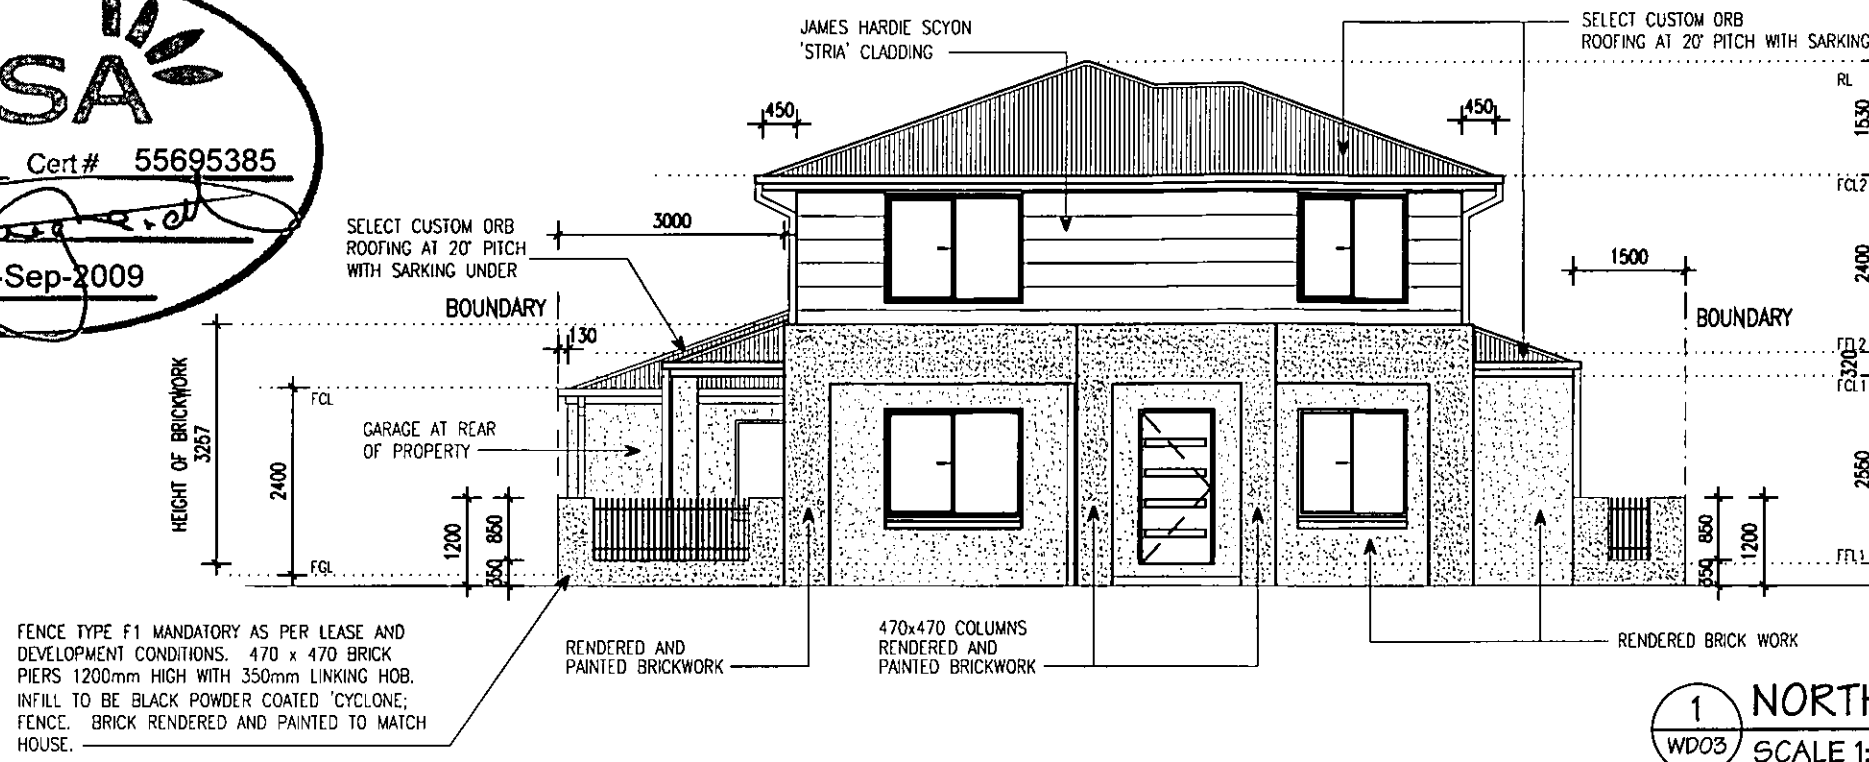 SA
Cert# 55695385
-Sep-2009
JAMES HARDIE SCYON
'STRIA' CLADDING
SELECT CUSTOM ORB
ROOFING AT 20° PITCH WITH SARKING
450
450
RL
1530
FCL2
2400
SELECT CUSTOM ORB
ROOFING AT 20° PITCH
WITH SARKING UNDER
3000
1500
BOUNDARY
BOUNDARY
130
FFL2
320
FCL1
HEIGHT OF BRICKWORK
3257
FCL
2400
GARAGE AT REAR
OF PROPERTY
2550
1200
850
350
FGL
850
1200
350
FFL1
FENCE TYPE F1 MANDATORY AS PER LEASE AND
DEVELOPMENT CONDITIONS. 470 x 470 BRICK
PIERS 1200mm HIGH WITH 350mm LINKING HOB.
INFILL TO BE BLACK POWDER COATED 'CYCLONE;
FENCE. BRICK RENDERED AND PAINTED TO MATCH
HOUSE.
RENDERED AND
PAINTED BRICKWORK
470x470 COLUMNS
RENDERED AND
PAINTED BRICKWORK
RENDERED BRICK WORK
1
WD03
NORTH
SCALE 1: